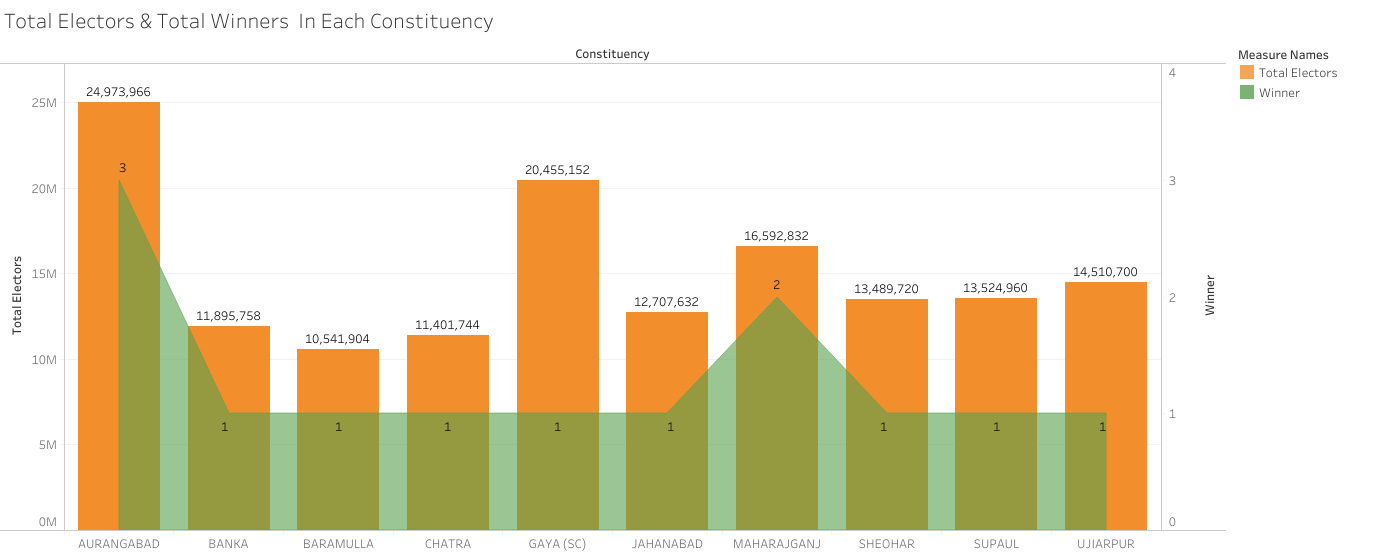 Total Electors & Total Winners  In Each Constituency
Constituency
Measure Names
Total Electors
Winner
Total Electors
25M
20M
15M
10M
5M
0M
24,973,966
11,895,758
10,541,904
11,401,744
20,455,152
12,707,632
16,592,832
13,489,720
13,524,960
14,510,700
3
1
1
1
1
1
2
1
1
1
4
3
2
1
0
Winner
AURANGABAD
BANKA
BARAMULLA
CHATRA
GAYA (SC)
JAHANABAD
MAHARAJGANJ
SHEOHAR
SUPAUL
UJIARPUR